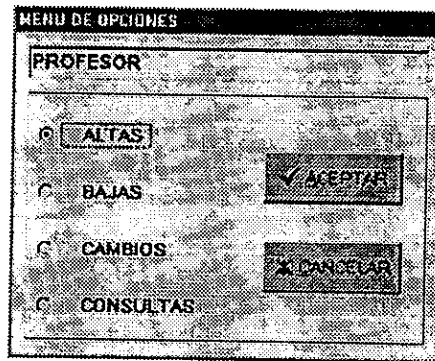 MENU DE OPCIONES
PROFESOR
ALTAS
ACEPTAR
BAJAS
CAMBIOS
CANCELAR
CONSULTAS